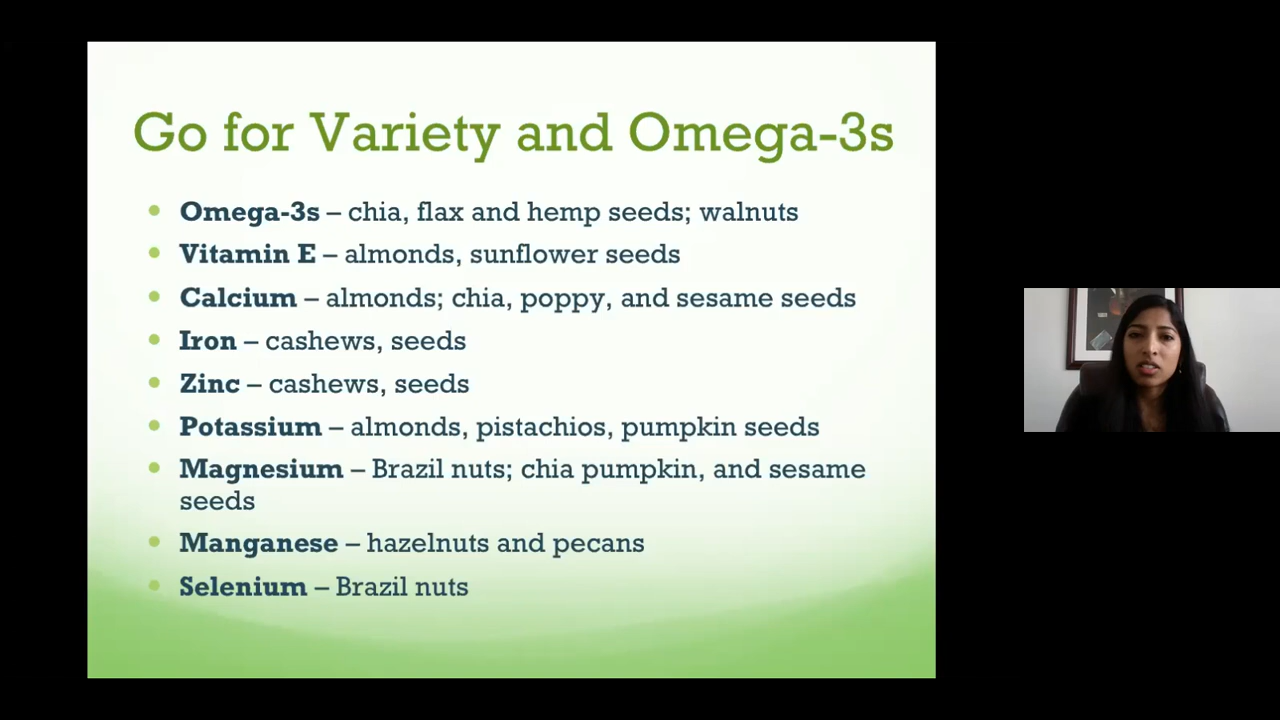 Go for Variety and Omega-3s
Omega-3s – chia, flax and hemp seeds; walnuts
Vitamin E – almonds, sunflower seeds
Calcium – almonds; chia, poppy, and sesame seeds
Iron – cashews, seeds
Zinc – cashews, seeds
Potassium – almonds, pistachios, pumpkin seeds
Magnesium – Brazil nuts; chia pumpkin, and sesame
seeds
Manganese – hazelnuts and pecans
Selenium – Brazil nuts